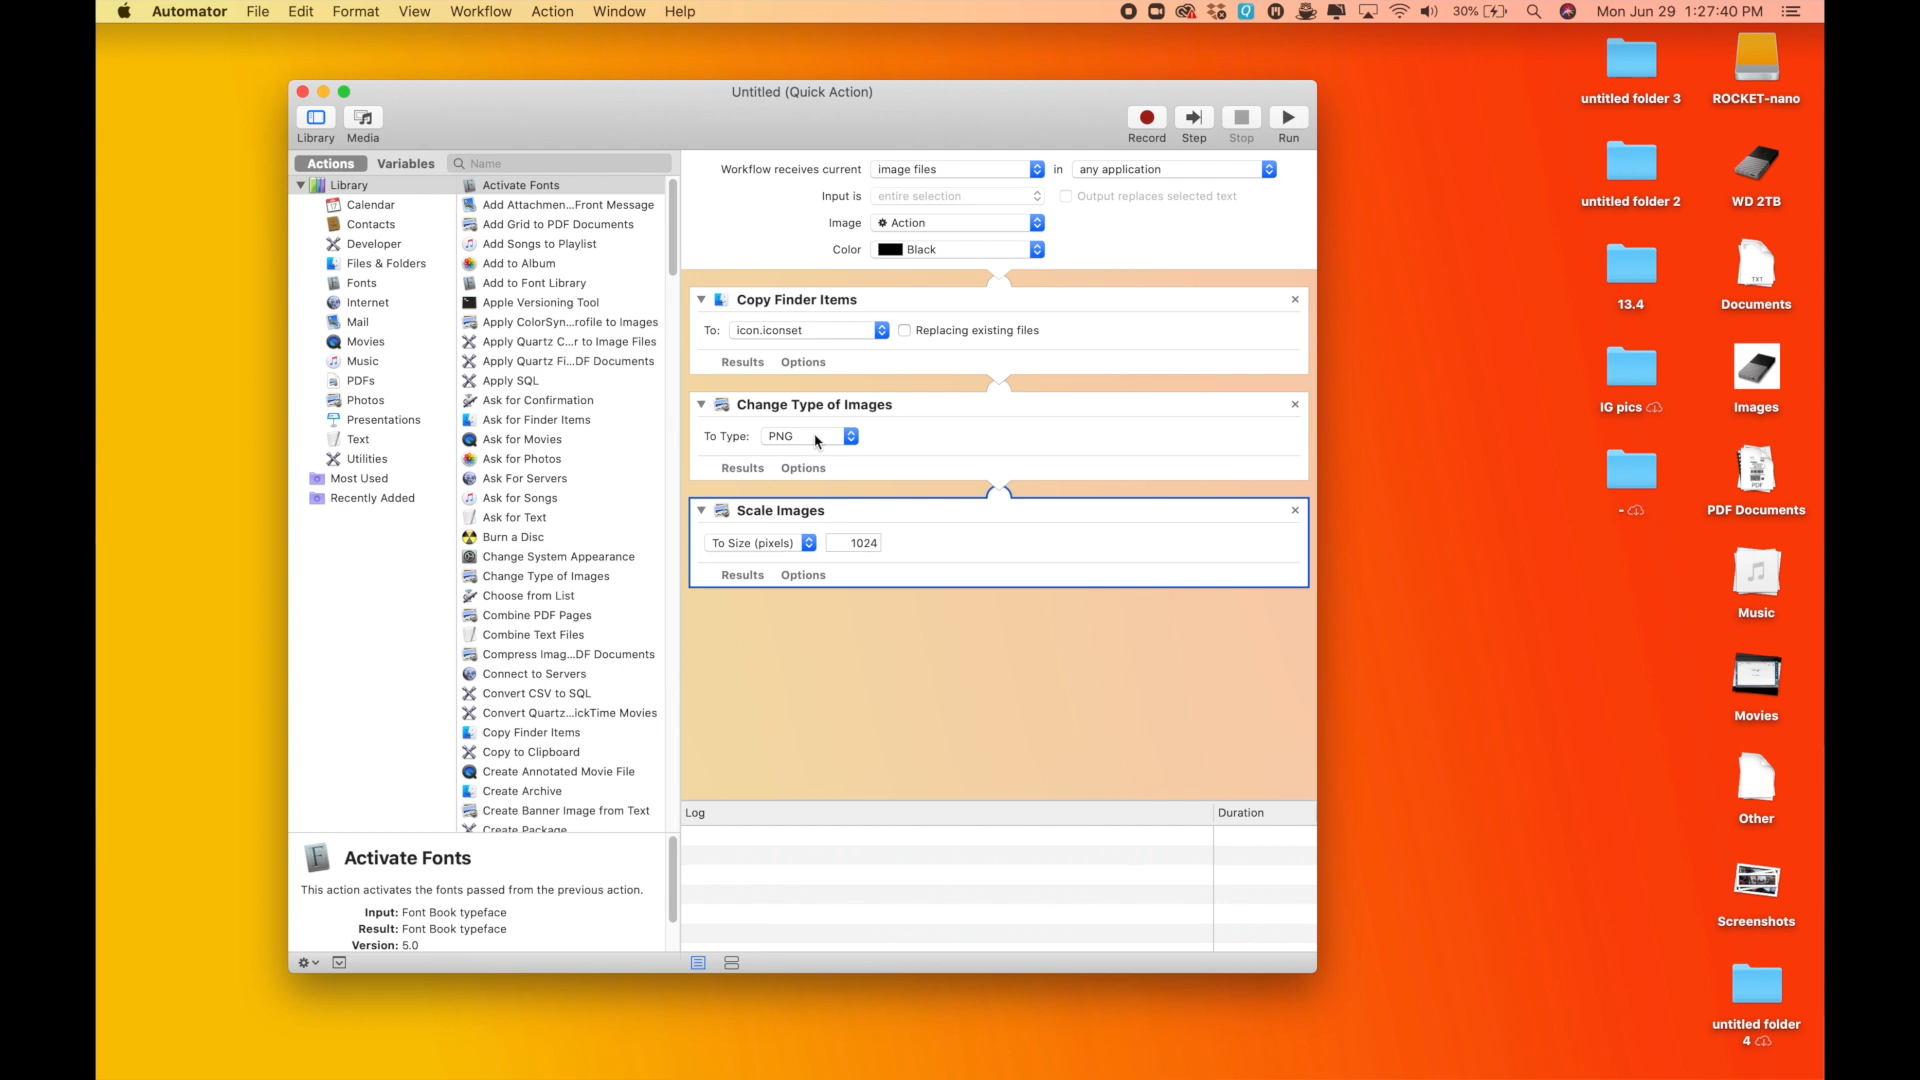 Automator File Edit Format View Workflow Action Window Help
30% Mon Jun 29 1:27:40 PM
Untitled (Quick Action)
Library Media
Record Step Stop Run
Actions Variables Name
Library
Calendar
Contacts
Developer
Files & Folders
Fonts
Internet
Mail
Movies
Music
PDFs
Photos
Presentations
Text
Utilities
Most Used
Recently Added
Activate Fonts
Add Attachmen...Front Message
Add Grid to PDF Documents
Add Songs to Playlist
Add to Album
Add to Font Library
Apple Versioning Tool
Apply ColorSyn...rofile to Images
Apply Quartz C...r to Image Files
Apply Quartz Fi...DF Documents
Apply SQL
Ask for Confirmation
Ask for Finder Items
Ask for Movies
Ask for Photos
Ask For Servers
Ask for Songs
Ask for Text
Burn a Disc
Change System Appearance
Change Type of Images
Choose from List
Combine PDF Pages
Combine Text Files
Compress Imag...DF Documents
Connect to Servers
Convert CSV to SQL
Convert Quartz...ickTime Movies
Copy Finder Items
Copy to Clipboard
Create Annotated Movie File
Create Archive
Create Banner Image from Text
Create Package
Activate Fonts
This action activates the fonts passed from the previous action.
Input: Font Book typeface
Result: Font Book typeface
Version: 5.0
Workflow receives current image files in any application
Input is entire selection Output replaces selected text
Image Action
Color Black
Copy Finder Items
To: icon.iconset Replacing existing files
Results Options
Change Type of Images
To Type: PNG
Results Options
Scale Images
To Size (pixels) 1024
Results Options
Log Duration
untitled folder 3
untitled folder 2
13.4
IG pics
-
ROCKET-nano
WD 2TB
TXT
Documents
Images
PDF
PDF Documents
Music
Movies
Other
Screenshots
untitled folder
4